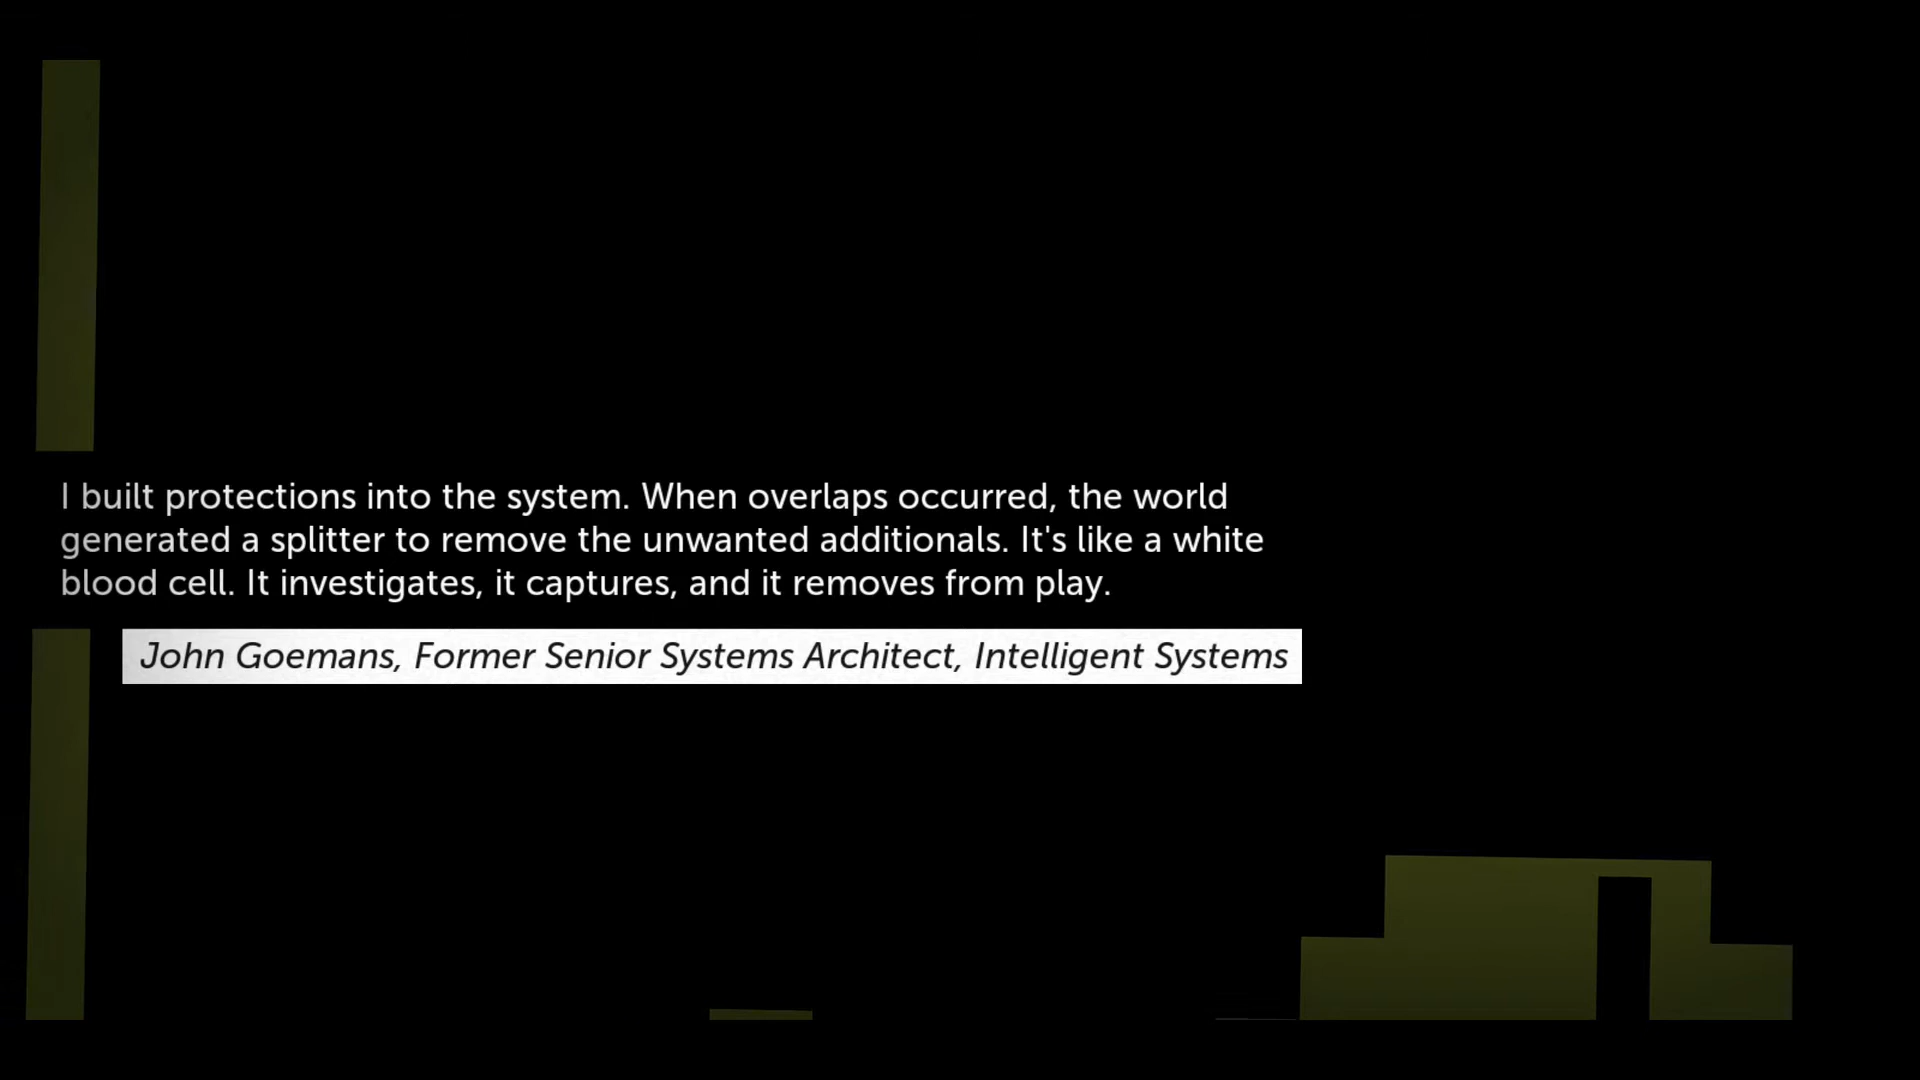 I built protections into the system. When overlaps occurred, the world
generated a splitter to remove the unwanted additionals. It's like a white
blood cell. It investigates, it captures, and it removes from play.
John Goemans, Former Senior Systems Architect, Intelligent Systems